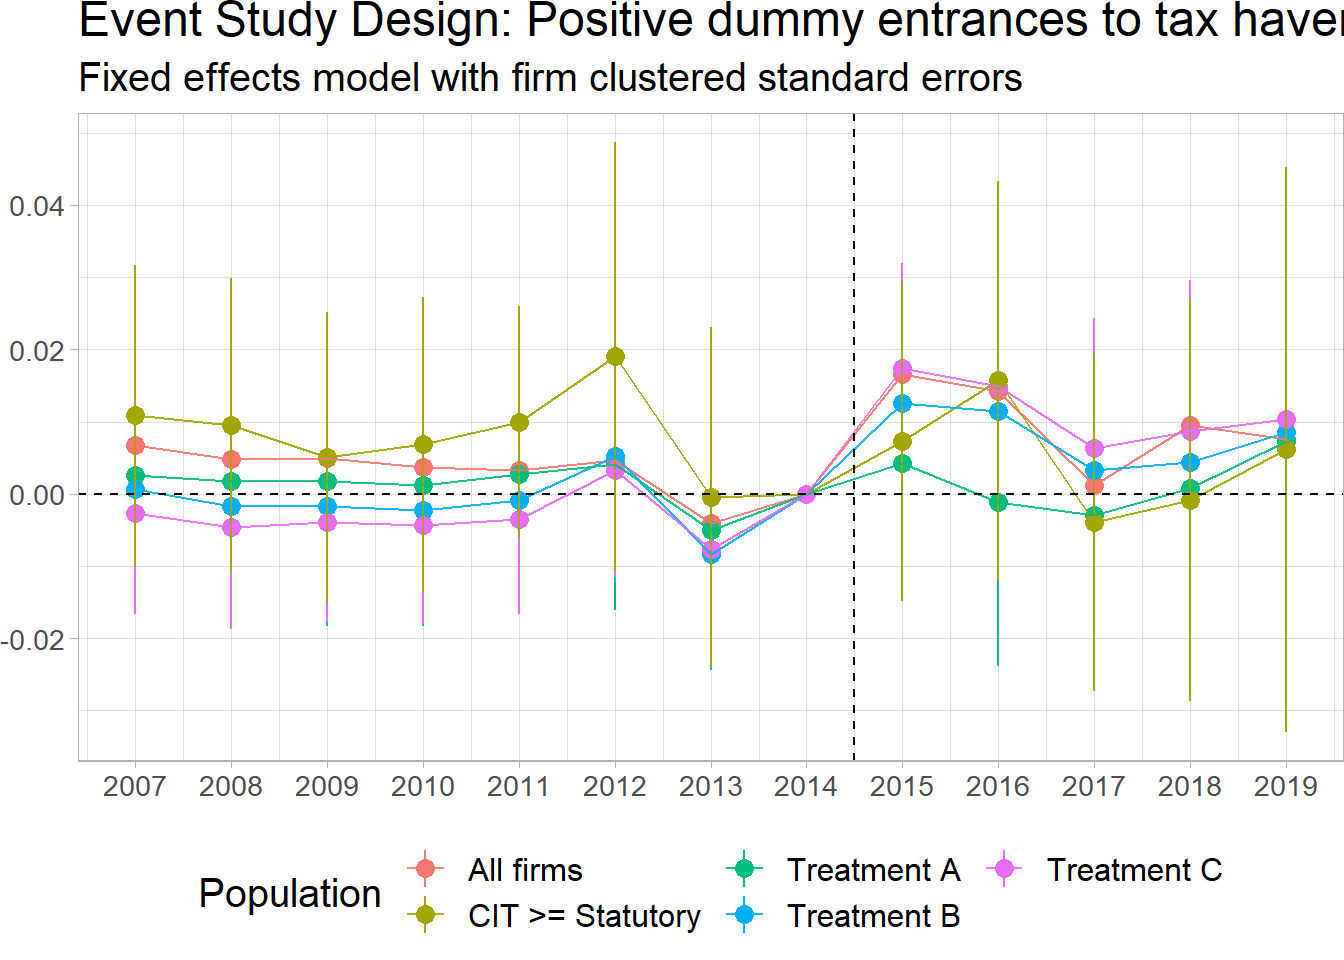 Event Study Design: Positive dummy entrances to tax haven
Fixed effects model with firm clustered standard errors
0.04
0.02
0.00
-0.02
2007 2008 2009 2010 2011 2012 2013 2014 2015 2016 2017 2018 2019
Population
All firms
Treatment A
Treatment C
CIT >= Statutory
Treatment B